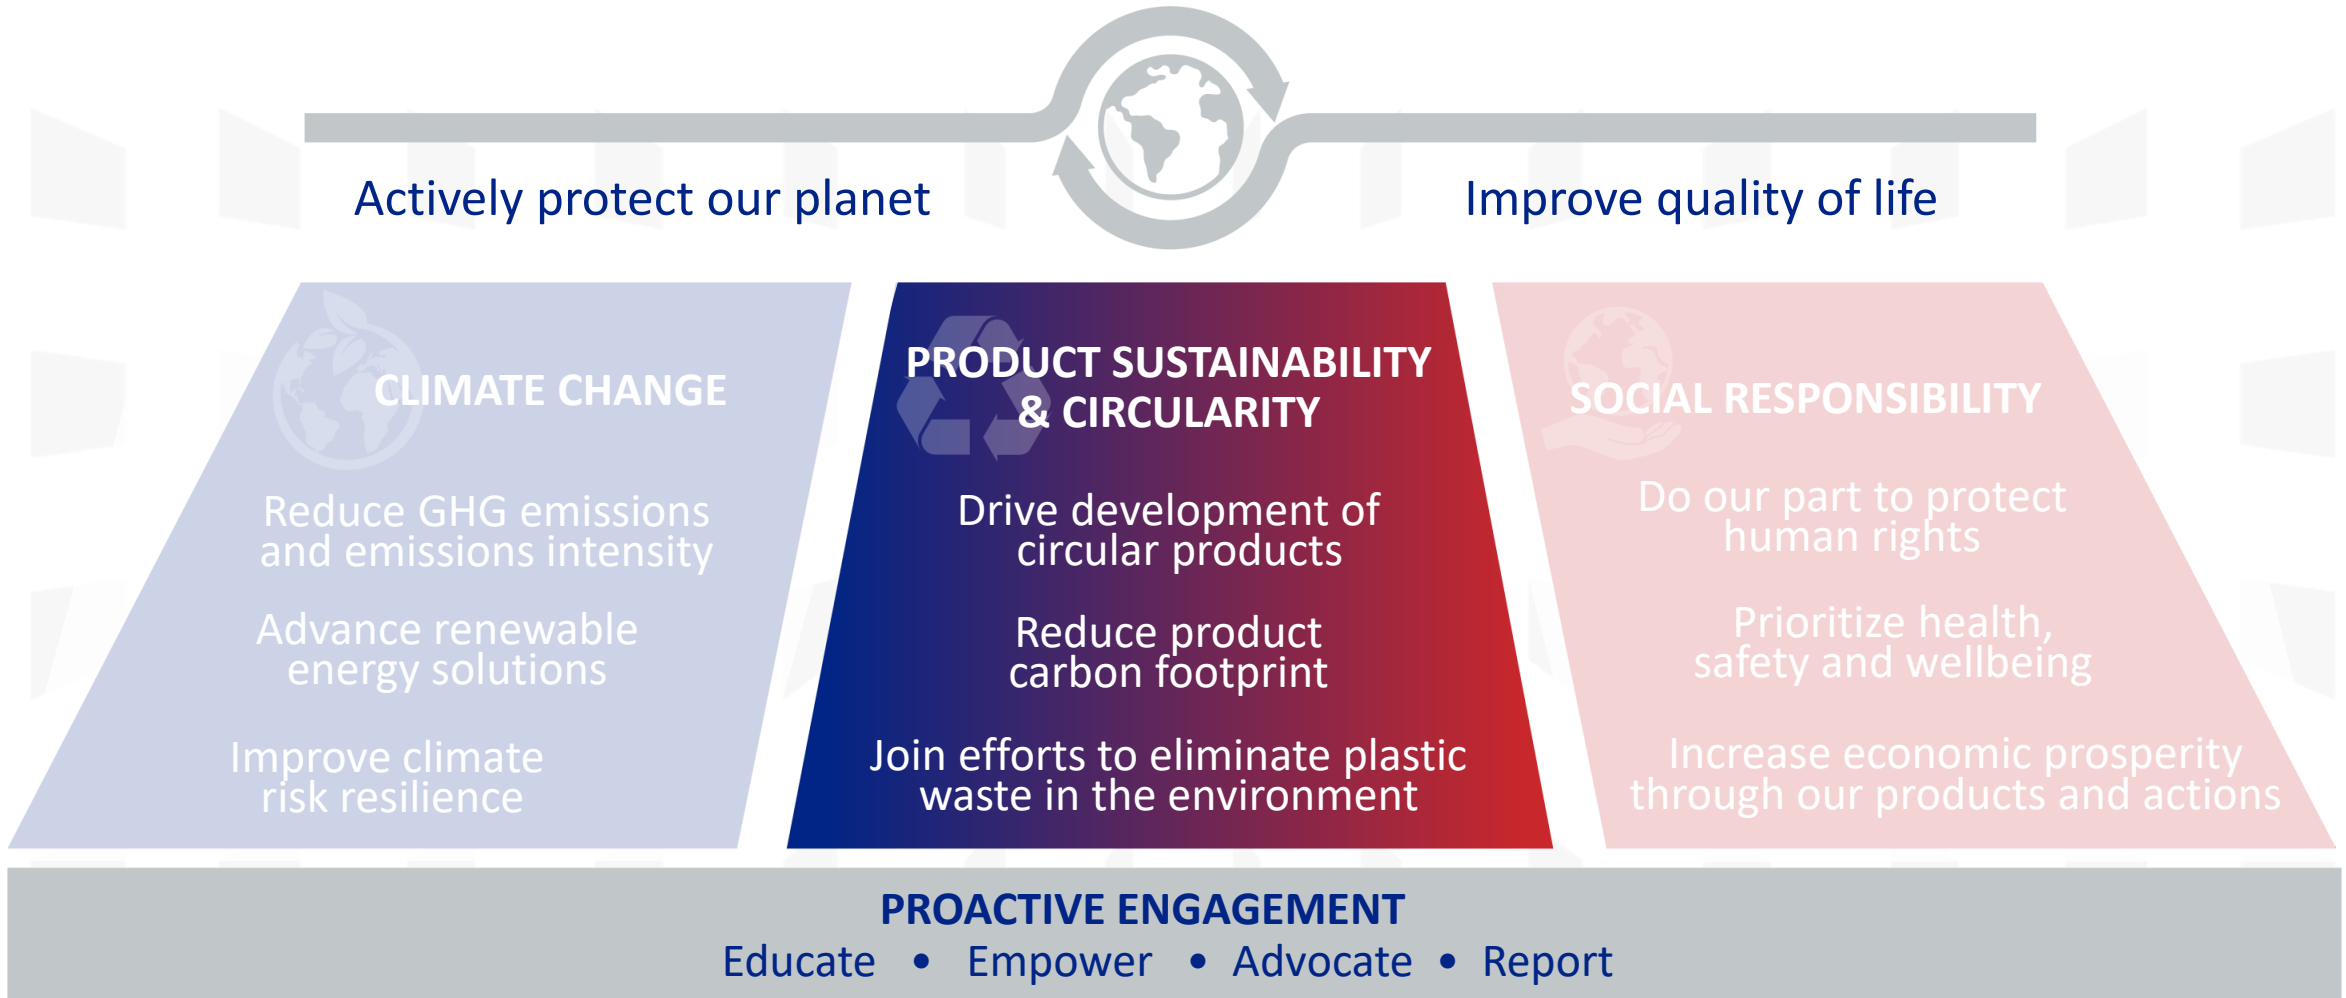 Actively protect our planet
Improve quality of life
CLIMATE CHANGE
Reduce GHG emissions
and emissions intensity
Advance renewable
energy solutions
Improve climate
risk resilience
PRODUCT SUSTAINABILITY
& CIRCULARITY
Drive development of
circular products
Reduce product
carbon footprint
Join efforts to eliminate plastic
waste in the environment
SOCIAL RESPONSIBILITY
Do our part to protect
human rights
Prioritize health,
safety and wellbeing
Increase economic prosperity
through our products and actions
PROACTIVE ENGAGEMENT
Educate • Empower • Advocate • Report